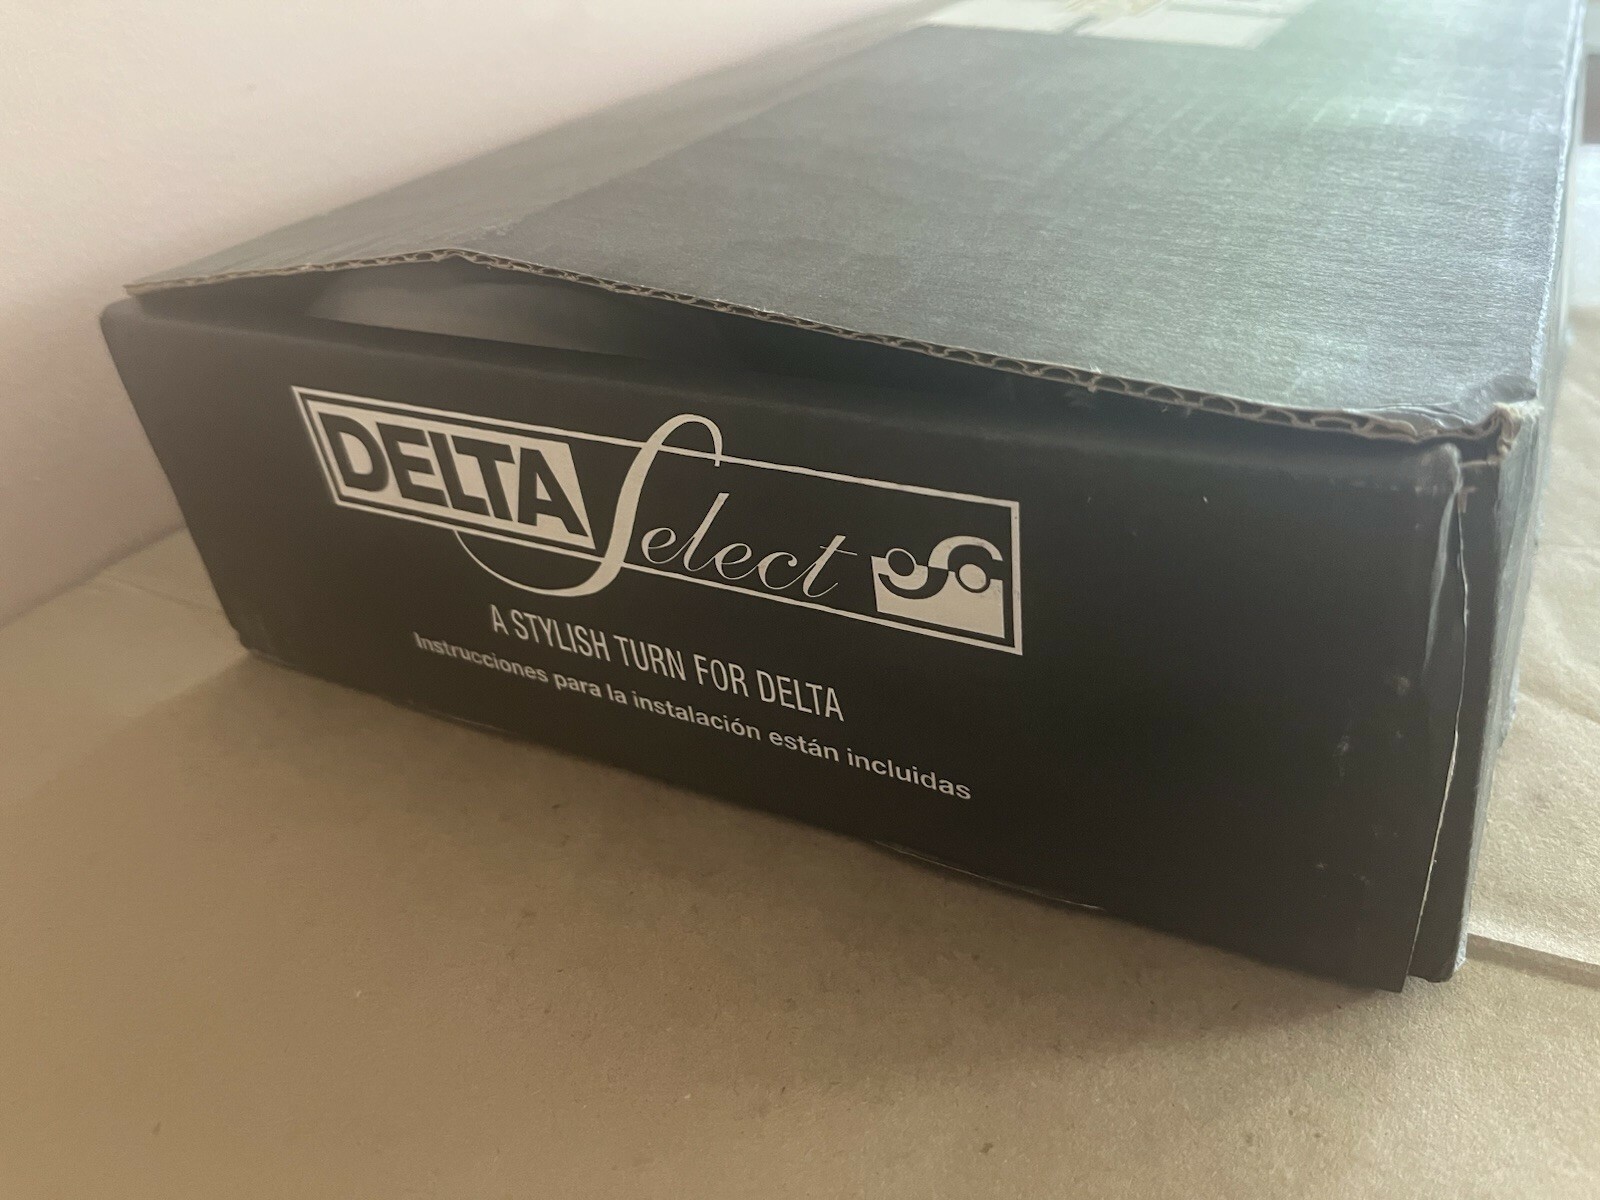 DELTA Select
A STYLISH TURN FOR DELTA
Instrucciones para la instalación están incluidas